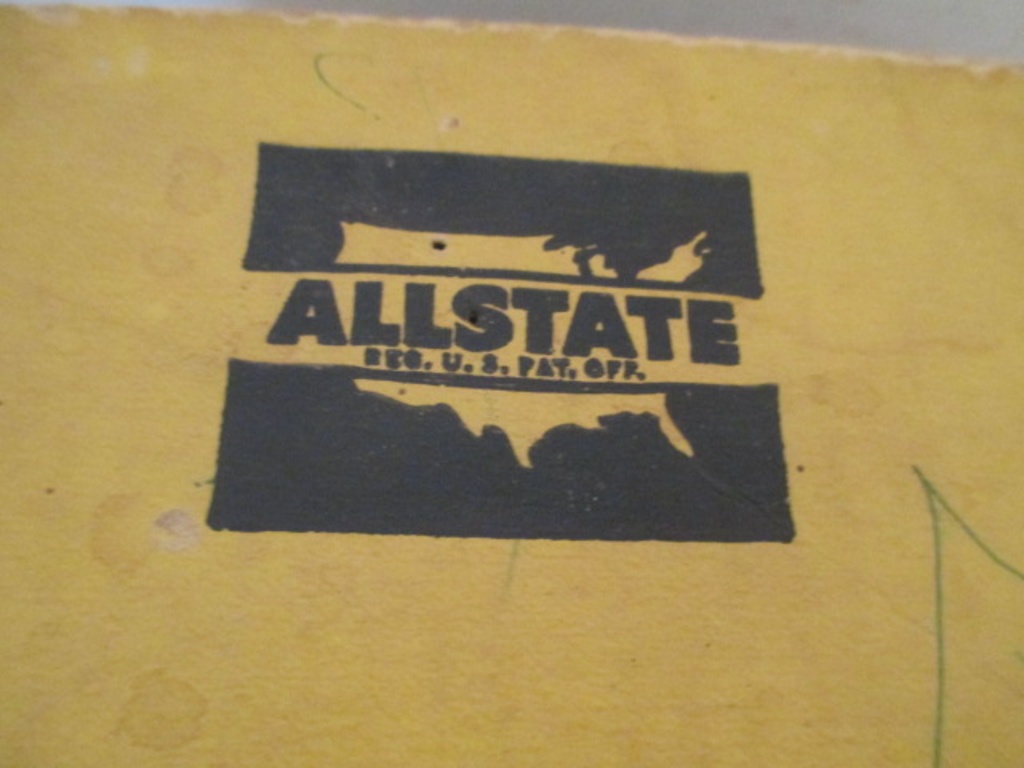 ALLSTATE
REG. U. S. PAT. OFF.